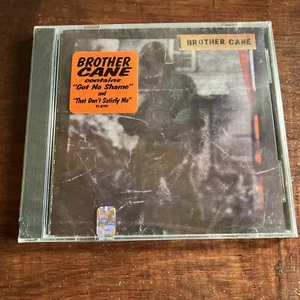 BROTHER CANE
BROTHER
CANE
contains
"Got No Shame"
and
"That Don't Satisfy Me"